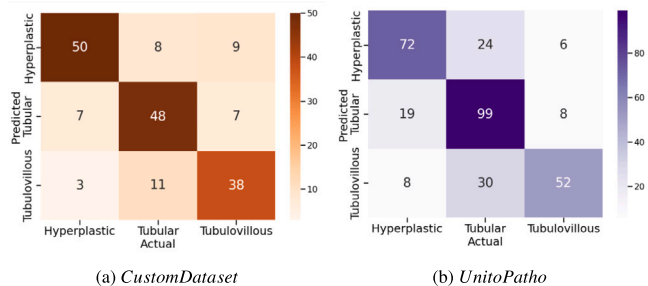 Predicted
Hyperplastic
Tubular
Tubulovillous
50 8 9
7 48 7
3 11 38
Hyperplastic Tubular Tubulovillous
Actual
50
40
30
20
10
(a) CustomDataset
Predicted
Hyperplastic
Tubular
Tubulovillous
72 24 6
19 99 8
8 30 52
Hyperplastic Tubular Tubulovillous
Actual
80
60
40
20
(b) UnitoPatho